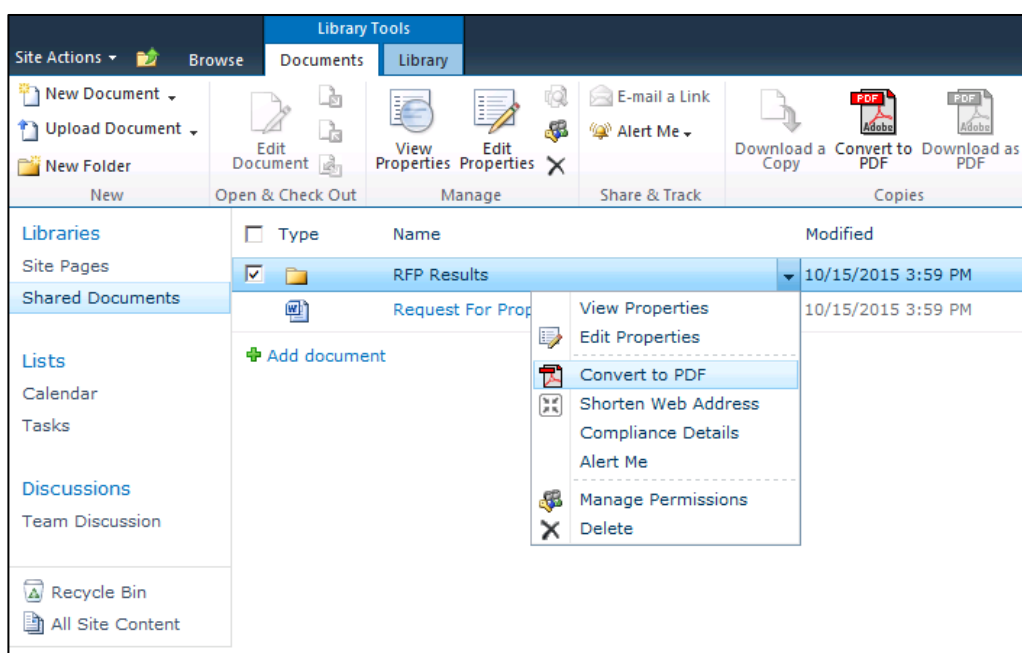 Library Tools
Site Actions Browse Documents Library
New Document
Upload Document
New Folder
New
Edit
Document
Open & Check Out
View
Properties
Edit
Properties
Manage
E-mail a Link
Alert Me
Share & Track
Download a
Copy
PDF
Adobe
Convert to
PDF
PDF
Adobe
Download as
PDF
Copies
Libraries
Site Pages
Shared Documents
Lists
Calendar
Tasks
Discussions
Team Discussion
Recycle Bin
All Site Content
Type Name Modified
RFP Results 10/15/2015 3:59 PM
Request For Prop 10/15/2015 3:59 PM
Add document
View Properties
Edit Properties
Convert to PDF
Shorten Web Address
Compliance Details
Alert Me
Manage Permissions
Delete